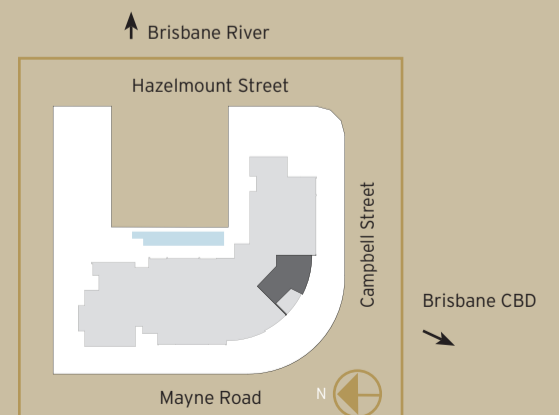 Brisbane River
Hazelmount Street
Campbell Street
Brisbane CBD
Mayne Road
N